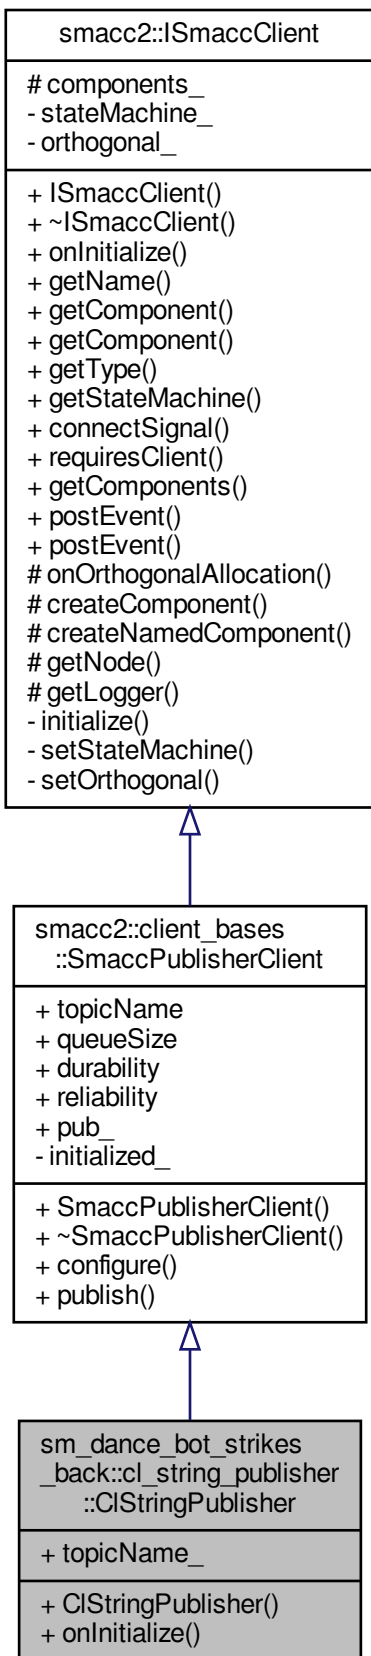 smacc2::ISmaccClient
# components_
- stateMachine_
- orthogonal_
+ ISmaccClient()
+ ~ISmaccClient()
+ onInitialize()
+ getName()
+ getComponent()
+ getComponent()
+ getType()
+ getStateMachine()
+ connectSignal()
+ requiresClient()
+ getComponents()
+ postEvent()
+ postEvent()
# onOrthogonalAllocation()
# createComponent()
# createNamedComponent()
# getNode()
# getLogger()
- initialize()
- setStateMachine()
- setOrthogonal()
smacc2::client_bases
::SmaccPublisherClient
+ topicName
+ queueSize
+ durability
+ reliability
+ pub_
- initialized_
+ SmaccPublisherClient()
+ ~SmaccPublisherClient()
+ configure()
+ publish()
sm_dance_bot_strikes
_back::cl_string_publisher
::ClStringPublisher
+ topicName_
+ ClStringPublisher()
+ onInitialize()